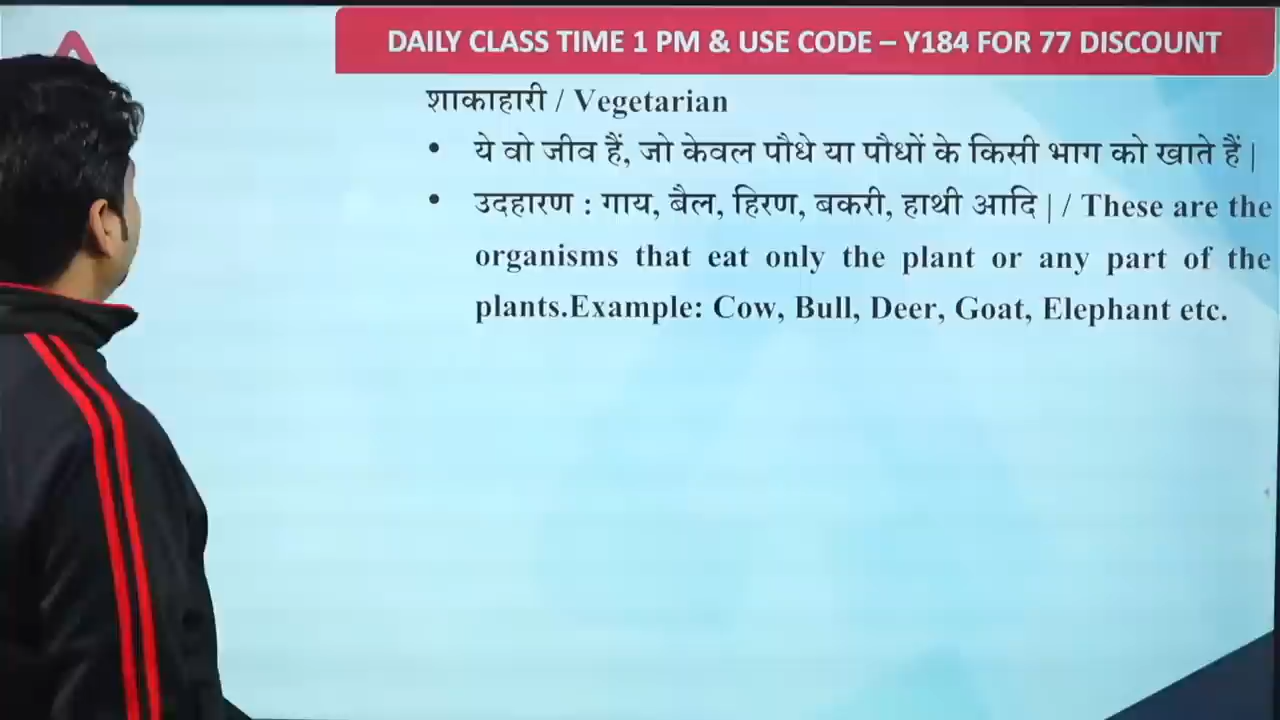 DAILY CLASS TIME 1 PM & USE CODE – Y184 FOR 77 DISCOUNT
शाकाहारी / Vegetarian
• ये वो जीव हैं, जो केवल पौधे या पौधों के किसी भाग को खाते हैं |
• उदहारण : गाय, बैल, हिरण, बकरी, हाथी आदि | / These are the
organisms that eat only the plant or any part of the
plants.Example: Cow, Bull, Deer, Goat, Elephant etc.